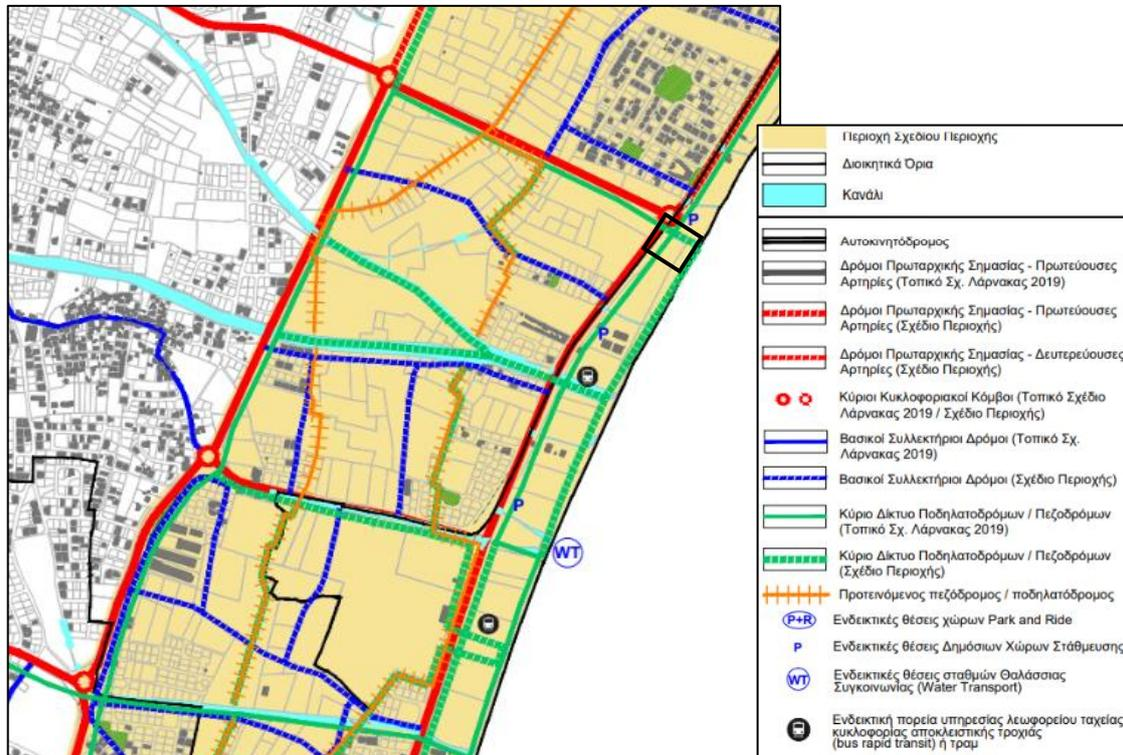 P
P
P
WT
Περιοχή Σχεδίου Περιοχής
Διοικητικά Όρια
Κανάλι
Αυτοκινητόδρομος
Δρόμοι Πρωταρχικής Σημασίας - Πρωτεύουσες
Αρτηρίες (Τοπικό Σχ. Λάρνακας 2019)
Δρόμοι Πρωταρχικής Σημασίας - Πρωτεύουσες
Αρτηρίες (Σχέδιο Περιοχής)
Δρόμοι Πρωταρχικής Σημασίας - Δευτερεύουσες
Αρτηρίες (Σχέδιο Περιοχής)
Κύριοι Κυκλοφοριακοί Κόμβοι (Τοπικό Σχέδιο
Λάρνακας 2019 / Σχέδιο Περιοχής)
Βασικοί Συλλεκτήριοι Δρόμοι (Τοπικό Σχ.
Λάρνακας 2019)
Βασικοί Συλλεκτήριοι Δρόμοι (Σχέδιο Περιοχής)
Κύριο Δίκτυο Ποδηλατοδρόμων / Πεζοδρόμων
(Τοπικό Σχ. Λάρνακας 2019)
Κύριο Δίκτυο Ποδηλατοδρόμων / Πεζοδρόμων
(Σχέδιο Περιοχής)
Προτεινόμενος πεζόδρομος / ποδηλατόδρομος
P+R Ενδεικτικές θέσεις χώρων Park and Ride
P Ενδεικτικές θέσεις Δημόσιων Χώρων Στάθμευσης
WT Ενδεικτικές θέσεις σταθμών Θαλάσσιας
Συγκοινωνίας (Water Transport)
Ενδεικτική πορεία υπηρεσίας λεωφορείου ταχείας
κυκλοφορίας αποκλειστικής τροχιάς
(bus rapid transit) ή τραμ